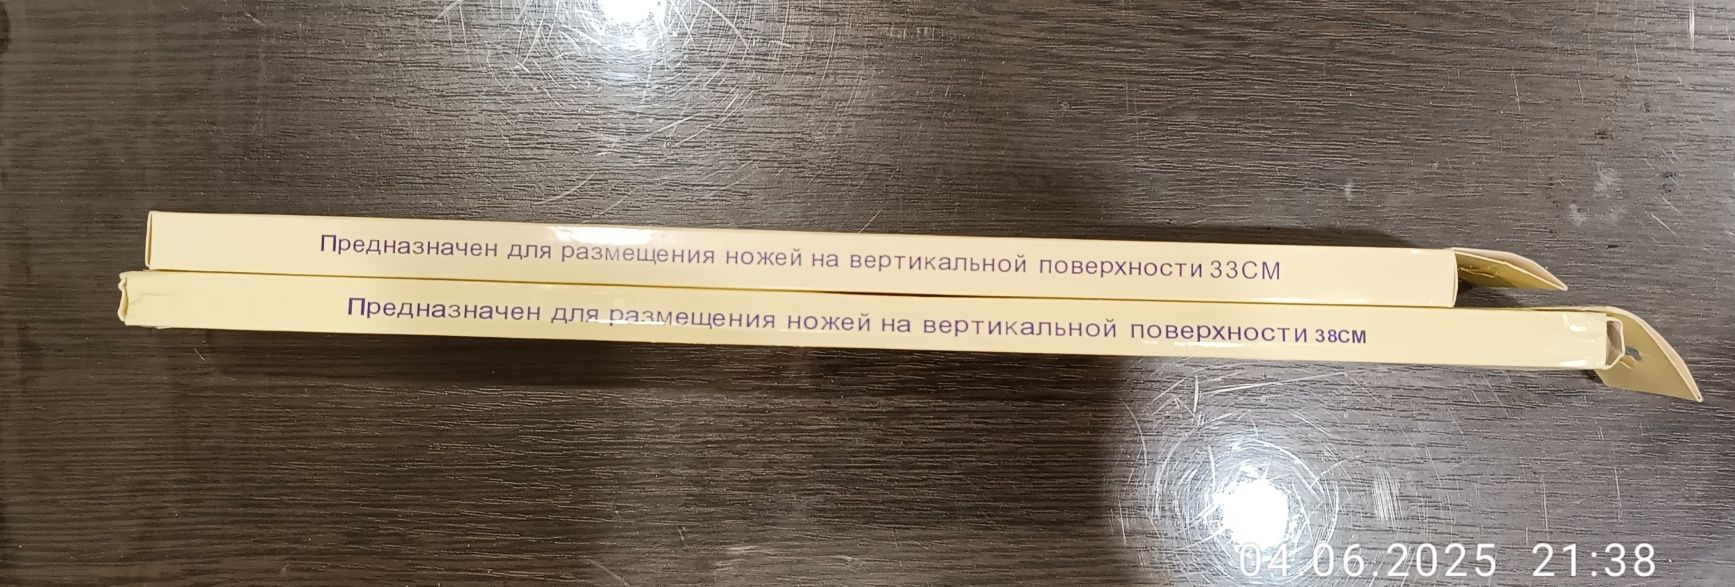 Предназначен для размещения ножей на вертикальной поверхности 33СМ
Предназначен для размещения ножей на вертикальной поверхности 38СМ
04.06.2025 21:38